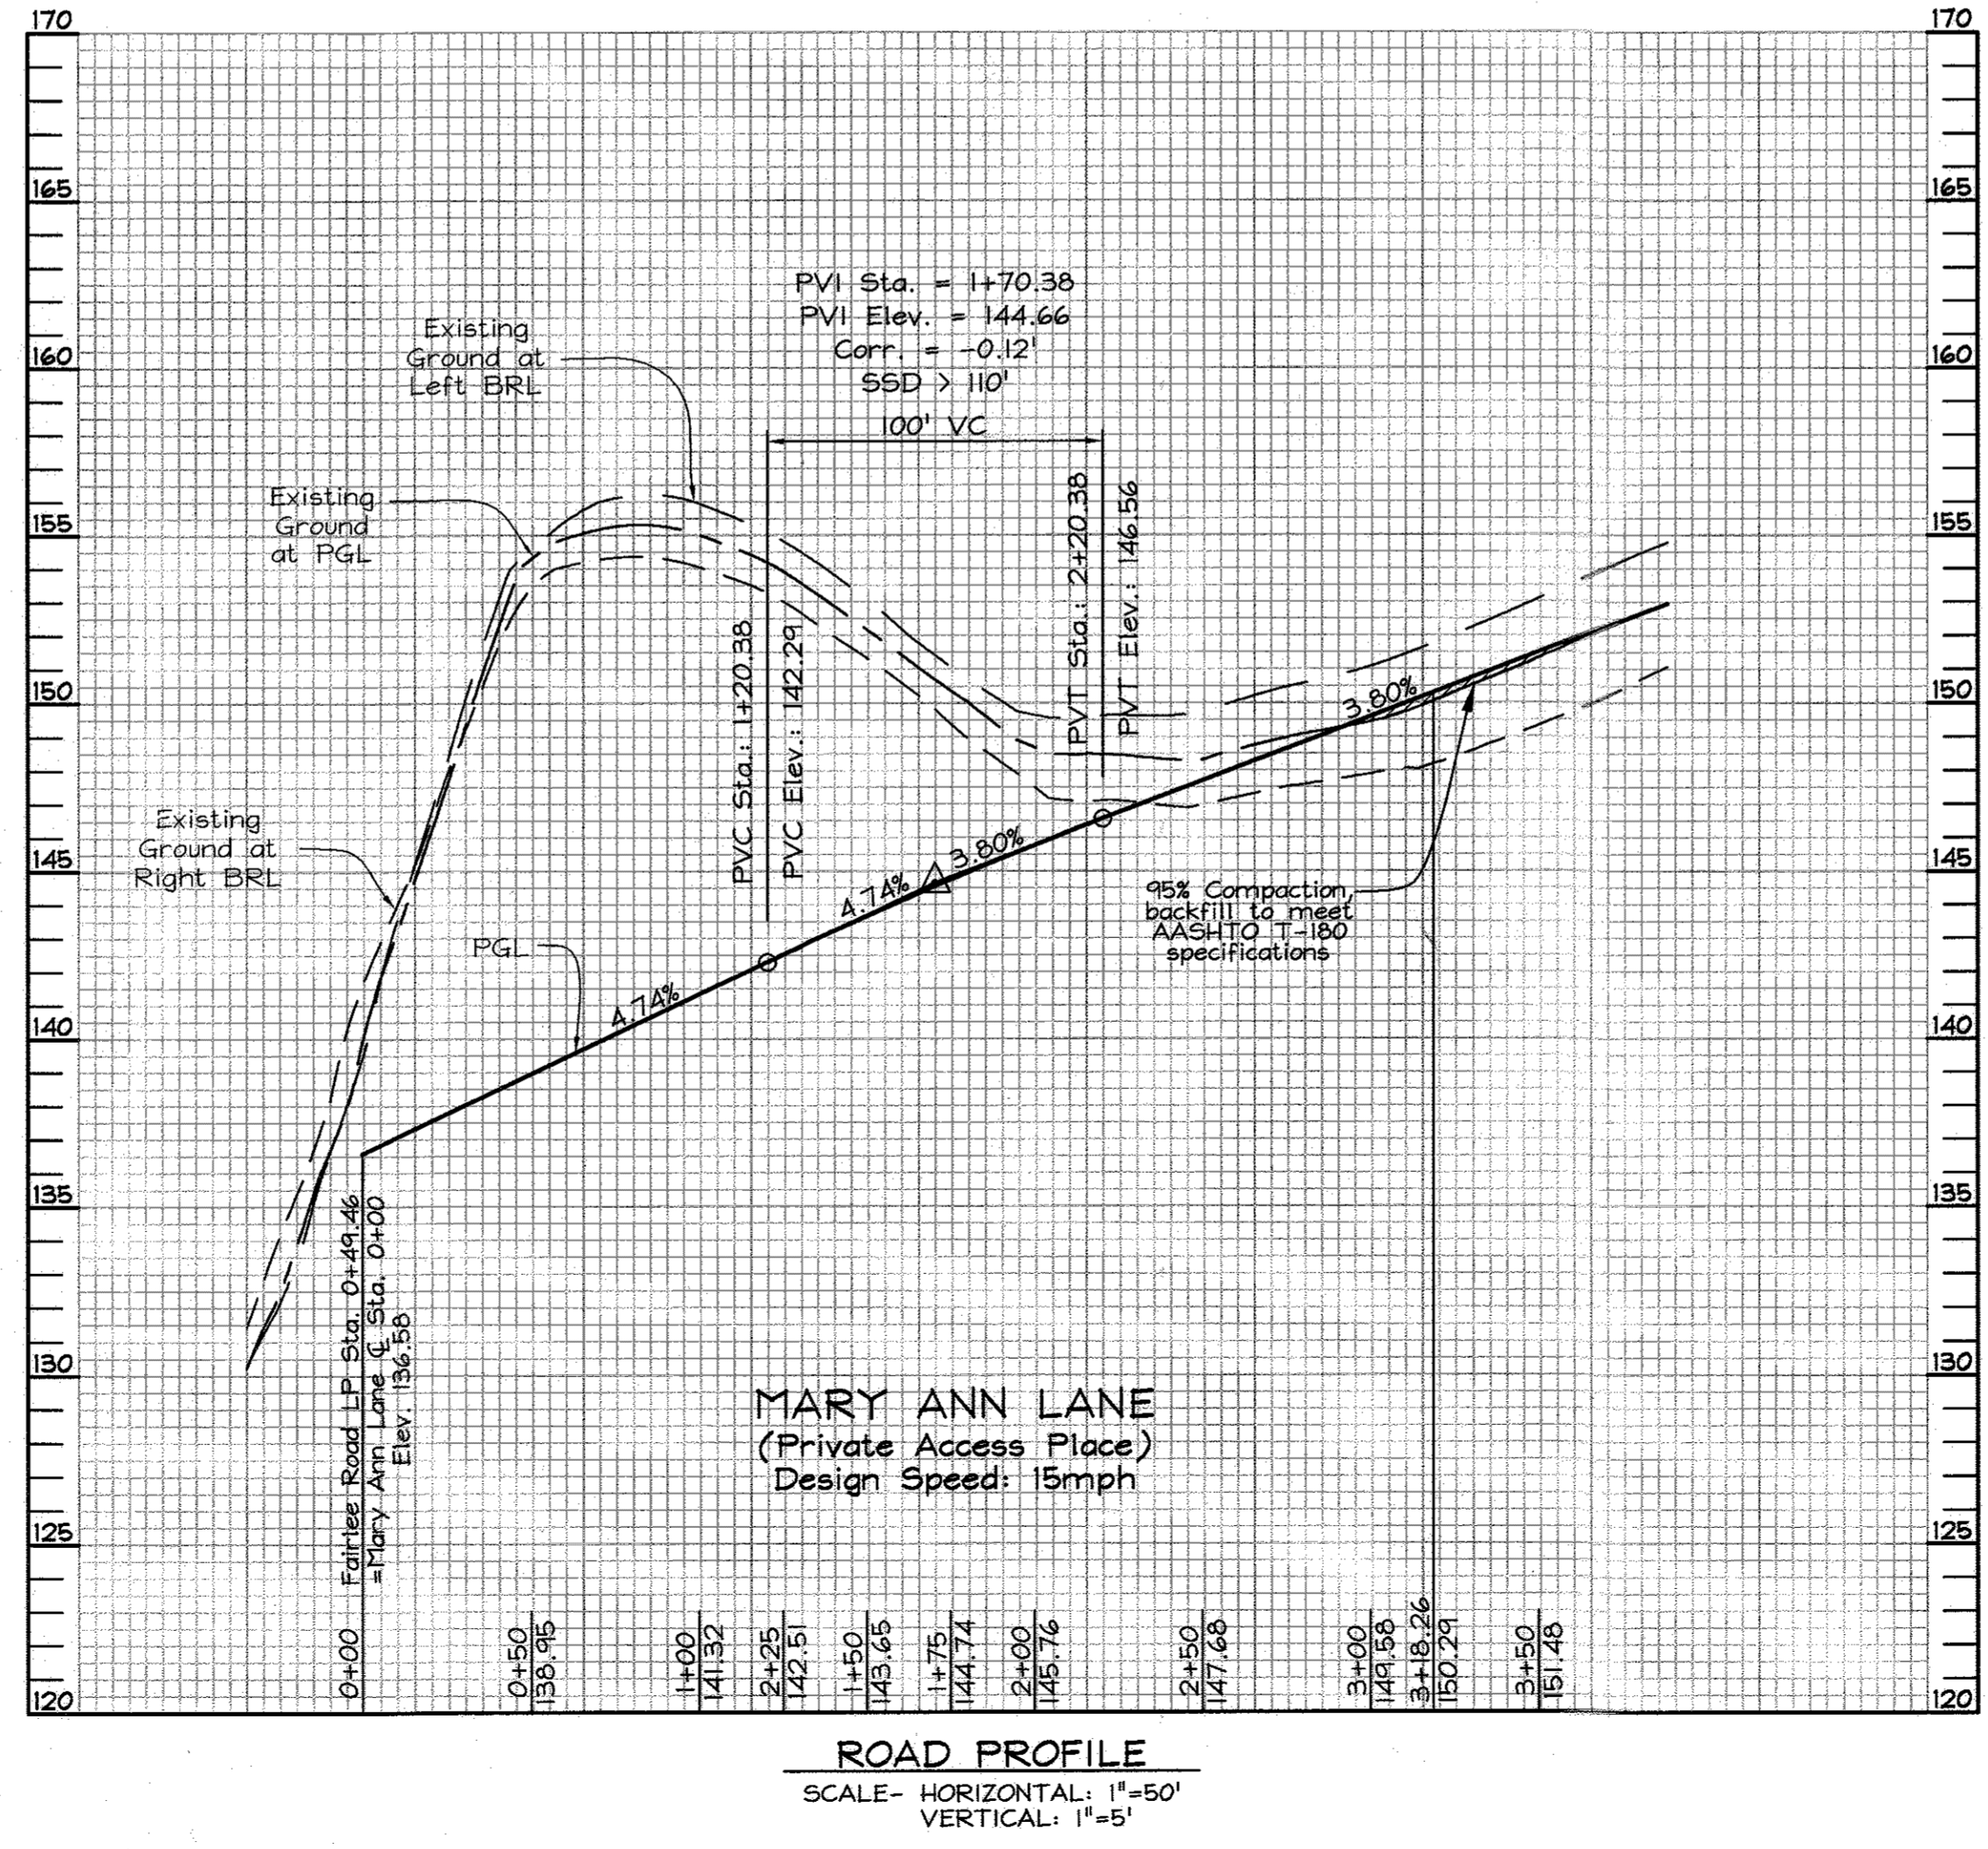 170
170
165
165
160
160
155
155
150
150
145
145
140
140
135
135
130
130
125
125
120
120
PVI Sta. = 1+70.38
PVI Elev. = 144.66
Corr. = -0.12'
SSD > 110'
100' VC
Existing
Ground at
Left BRL
Existing
Ground
at PGL
Existing
Ground at
Right BRL
PGL
PVC Sta.: 1+20.38
PVC Elev.: 142.29
PVT Sta.: 2+20.38
PVT Elev.: 146.56
4.74%
4.74%
3.80%
3.80%
95% Compaction,
backfill to meet
AASHTO T-180
specifications
Fairlee Road LP Sta. 0+49.46
=Mary Ann Lane ℄ Sta. 0+00
Elev. 136.58
MARY ANN LANE
(Private Access Place)
Design Speed: 15mph
0+00
0+50
138.95
1+00
141.32
2+25
142.51
1+50
143.65
1+75
144.74
2+00
145.76
2+50
147.68
3+00
149.58
3+18.26
150.29
3+50
151.48
ROAD PROFILE
SCALE- HORIZONTAL: 1"=50'
VERTICAL: 1"=5'